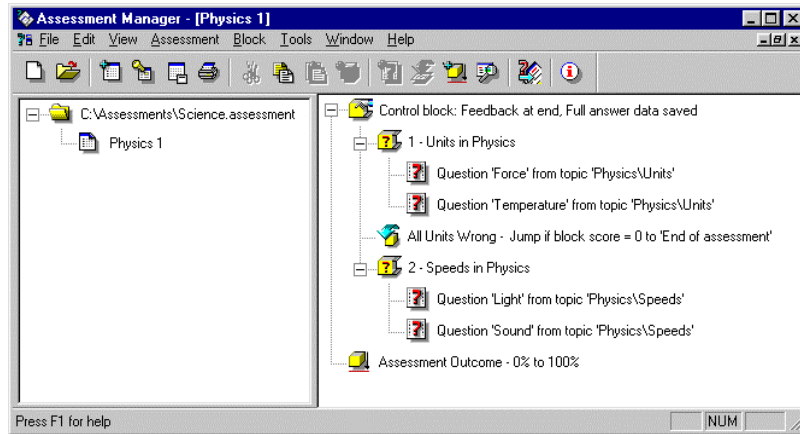 Assessment Manager - [Physics 1]
File Edit View Assessment Block Tools Window Help
C:\Assessments\Science.assessment
Physics 1
Control block: Feedback at end, Full answer data saved
1 - Units in Physics
Question 'Force' from topic 'Physics\Units'
Question 'Temperature' from topic 'Physics\Units'
All Units Wrong - Jump if block score = 0 to 'End of assessment'
2 - Speeds in Physics
Question 'Light' from topic 'Physics\Speeds'
Question 'Sound' from topic 'Physics\Speeds'
Assessment Outcome - 0% to 100%
Press F1 for help
NUM